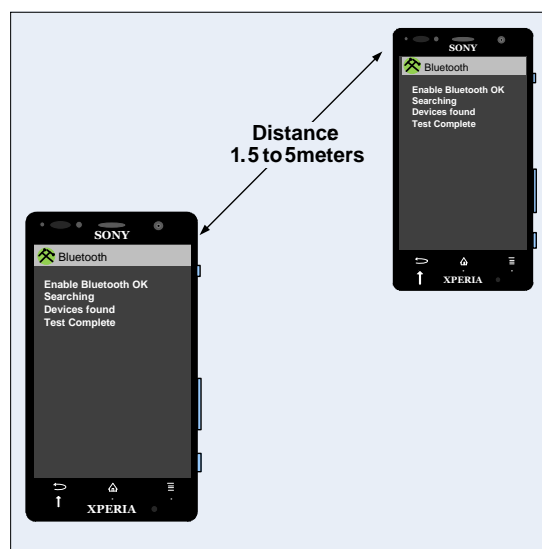 SONY
Bluetooth
Enable Bluetooth OK
Searching
Devices found
Test Complete
XPERIA
Distance
1.5 to 5meters
SONY
Bluetooth
Enable Bluetooth OK
Searching
Devices found
Test Complete
XPERIA